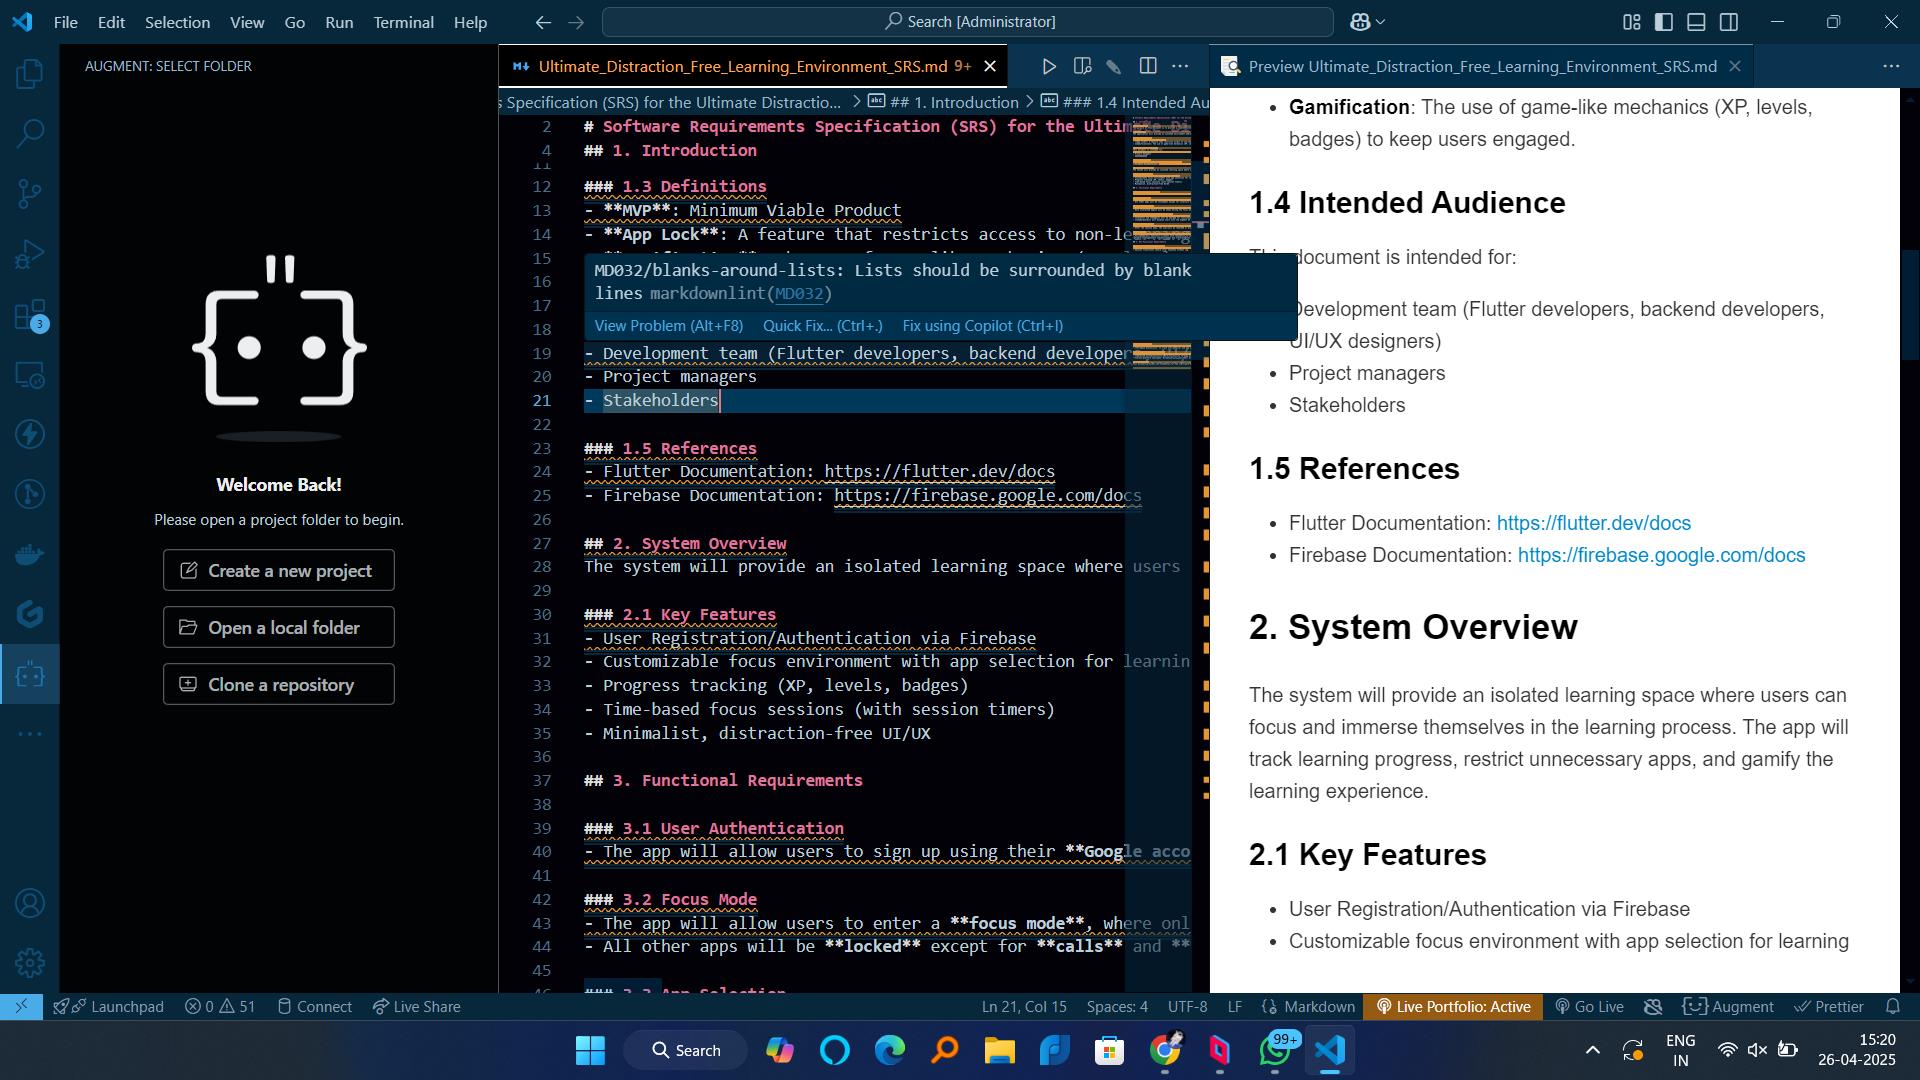 File Edit Selection View Go Run Terminal Help
Search [Administrator]
AUGMENT: SELECT FOLDER
Welcome Back!
Please open a project folder to begin.
Create a new project
Open a local folder
Clone a repository
3
Ultimate_Distraction_Free_Learning_Environment_SRS.md 9+
s Specification (SRS) for the Ultimate Distractio... > ## 1. Introduction > ### 1.4 Intended Au
2 # Software Requirements Specification (SRS) for the Ultim
4 ## 1. Introduction
11
12 ### 1.3 Definitions
13 - **MVP**: Minimum Viable Product
14 - **App Lock**: A feature that restricts access to non-learning
15
16
17
18
MD032/blanks-around-lists: Lists should be surrounded by blank
lines markdownlint(MD032)
View Problem (Alt+F8) Quick Fix... (Ctrl+.) Fix using Copilot (Ctrl+I)
19 - Development team (Flutter developers, backend developer
20 - Project managers
21 - Stakeholders
22
23 ### 1.5 References
24 - Flutter Documentation: https://flutter.dev/docs
25 - Firebase Documentation: https://firebase.google.com/docs
26
27 ## 2. System Overview
28 The system will provide an isolated learning space where users
29
30 ### 2.1 Key Features
31 - User Registration/Authentication via Firebase
32 - Customizable focus environment with app selection for learnin
33 - Progress tracking (XP, levels, badges)
34 - Time-based focus sessions (with session timers)
35 - Minimalist, distraction-free UI/UX
36
37 ## 3. Functional Requirements
38
39 ### 3.1 User Authentication
40 - The app will allow users to sign up using their **Google acco
41
42 ### 3.2 Focus Mode
43 - The app will allow users to enter a **focus mode**, where onl
44 - All other apps will be **locked** except for **calls** and **
45
46 ### 3.3 App Selection
Preview Ultimate_Distraction_Free_Learning_Environment_SRS.md
• Gamification: The use of game-like mechanics (XP, levels,
badges) to keep users engaged.
1.4 Intended Audience
document is intended for:
Development team (Flutter developers, backend developers,
UI/UX designers)
• Project managers
• Stakeholders
1.5 References
• Flutter Documentation: https://flutter.dev/docs
• Firebase Documentation: https://firebase.google.com/docs
2. System Overview
The system will provide an isolated learning space where users can
focus and immerse themselves in the learning process. The app will
track learning progress, restrict unnecessary apps, and gamify the
learning experience.
2.1 Key Features
• User Registration/Authentication via Firebase
• Customizable focus environment with app selection for learning
Launchpad 0 51 Connect Live Share
Ln 21, Col 15 Spaces: 4 UTF-8 LF Markdown Live Portfolio: Active Go Live Augment Prettier
Search
99+
ENG
IN
15:20
26-04-2025